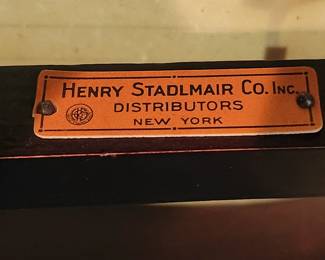 HENRY STADLMAIR CO. INC.
DISTRIBUTORS
NEW YORK